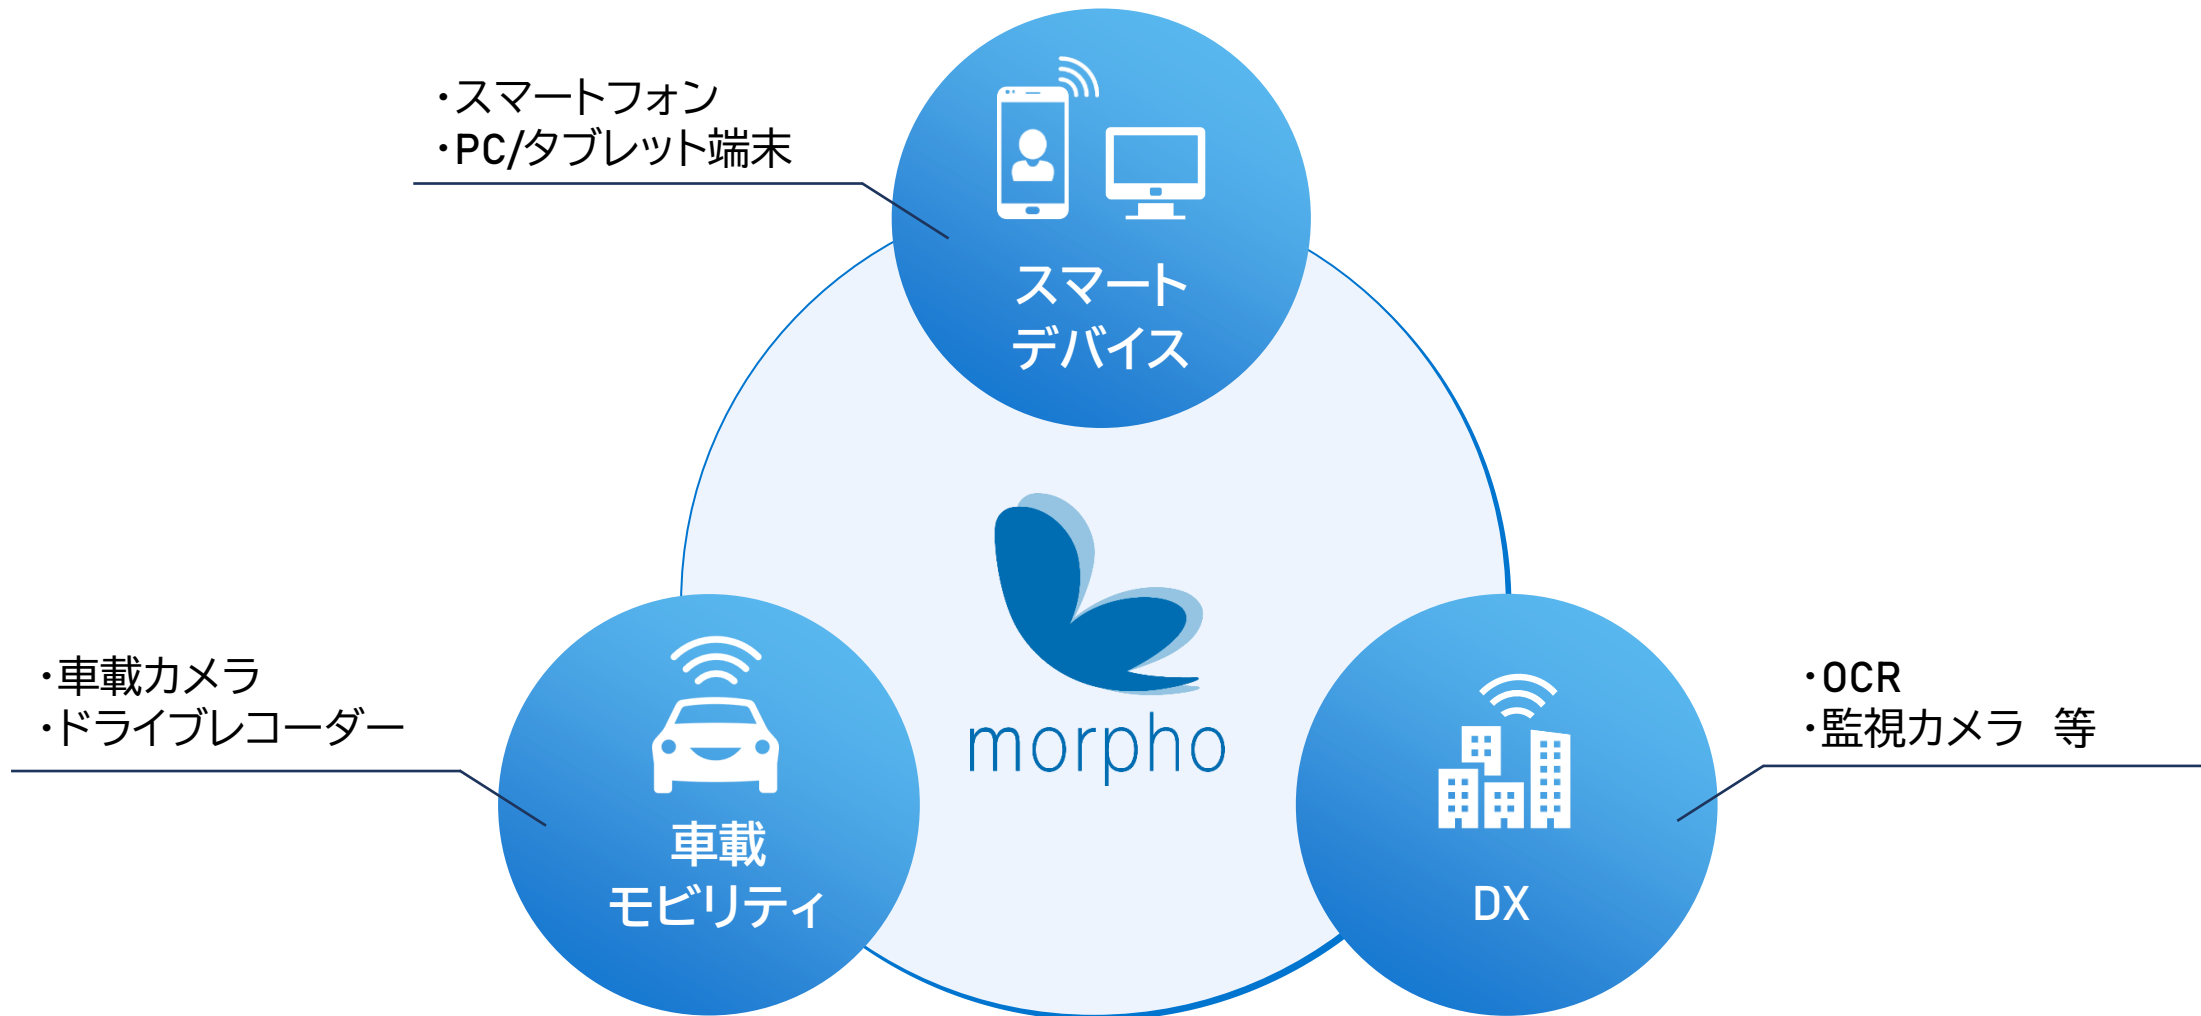 ・スマートフォン
・PC/タブレット端末
スマート
デバイス
morpho
・車載カメラ
・ドライブレコーダー
車載
モビリティ
・OCR
・監視カメラ　等
DX